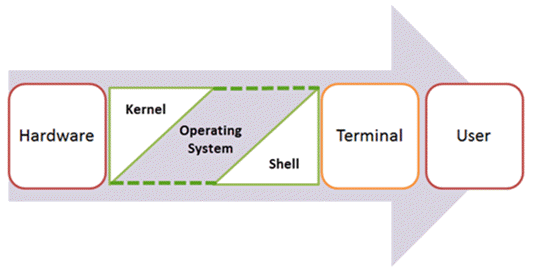 Hardware
Kernel
Operating
System
Shell
Terminal
User